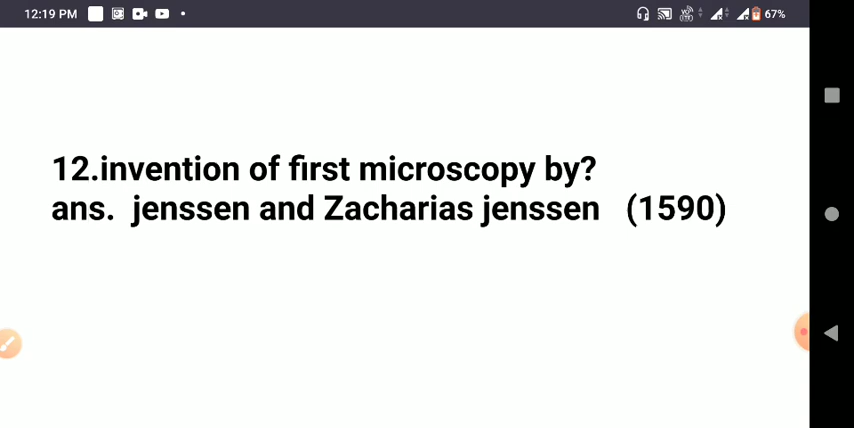 12:19 PM
67%
12.invention of first microscopy by?
ans. jenssen and Zacharias jenssen (1590)